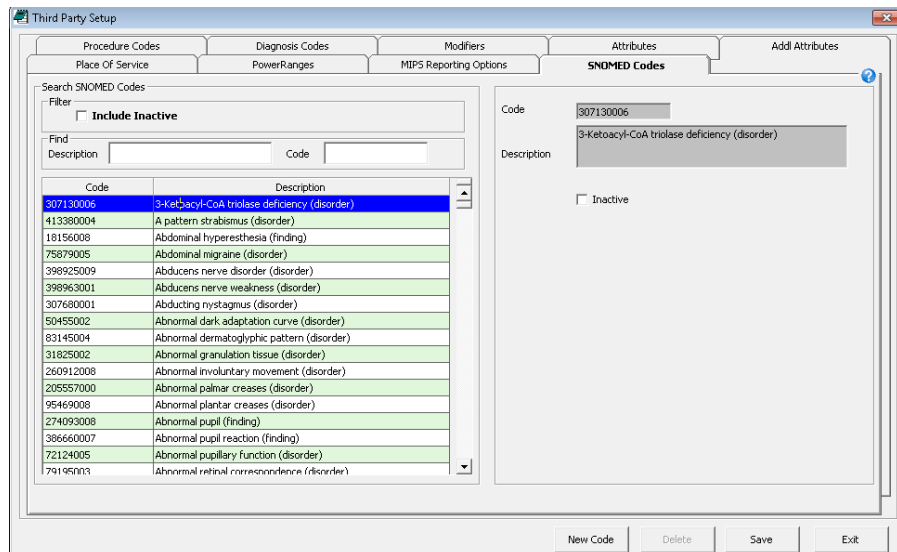 Third Party Setup
Procedure Codes Diagnosis Codes Modifiers Attributes Addl Attributes
Place Of Service PowerRanges MIPS Reporting Options SNOMED Codes
Search SNOMED Codes
Filter
Include Inactive
Find
Description Code
Code Description
307130006 3-Ketoacyl-CoA triolase deficiency (disorder)
413380004 A pattern strabismus (disorder)
18156008 Abdominal hyperesthesia (finding)
75879005 Abdominal migraine (disorder)
398925009 Abducens nerve disorder (disorder)
398963001 Abducens nerve weakness (disorder)
307680001 Abducting nystagmus (disorder)
50455002 Abnormal dark adaptation curve (disorder)
83145004 Abnormal dermatoglyphic pattern (disorder)
31825002 Abnormal granulation tissue (disorder)
260912008 Abnormal involuntary movement (disorder)
205557000 Abnormal palmar creases (disorder)
95469008 Abnormal plantar creases (disorder)
274093008 Abnormal pupil (finding)
386660007 Abnormal pupil reaction (finding)
72124005 Abnormal pupillary function (disorder)
79195003 Abnormal retinal correspondence (disorder)
Code 307130006
Description 3-Ketoacyl-CoA triolase deficiency (disorder)
Inactive
New Code Delete Save Exit